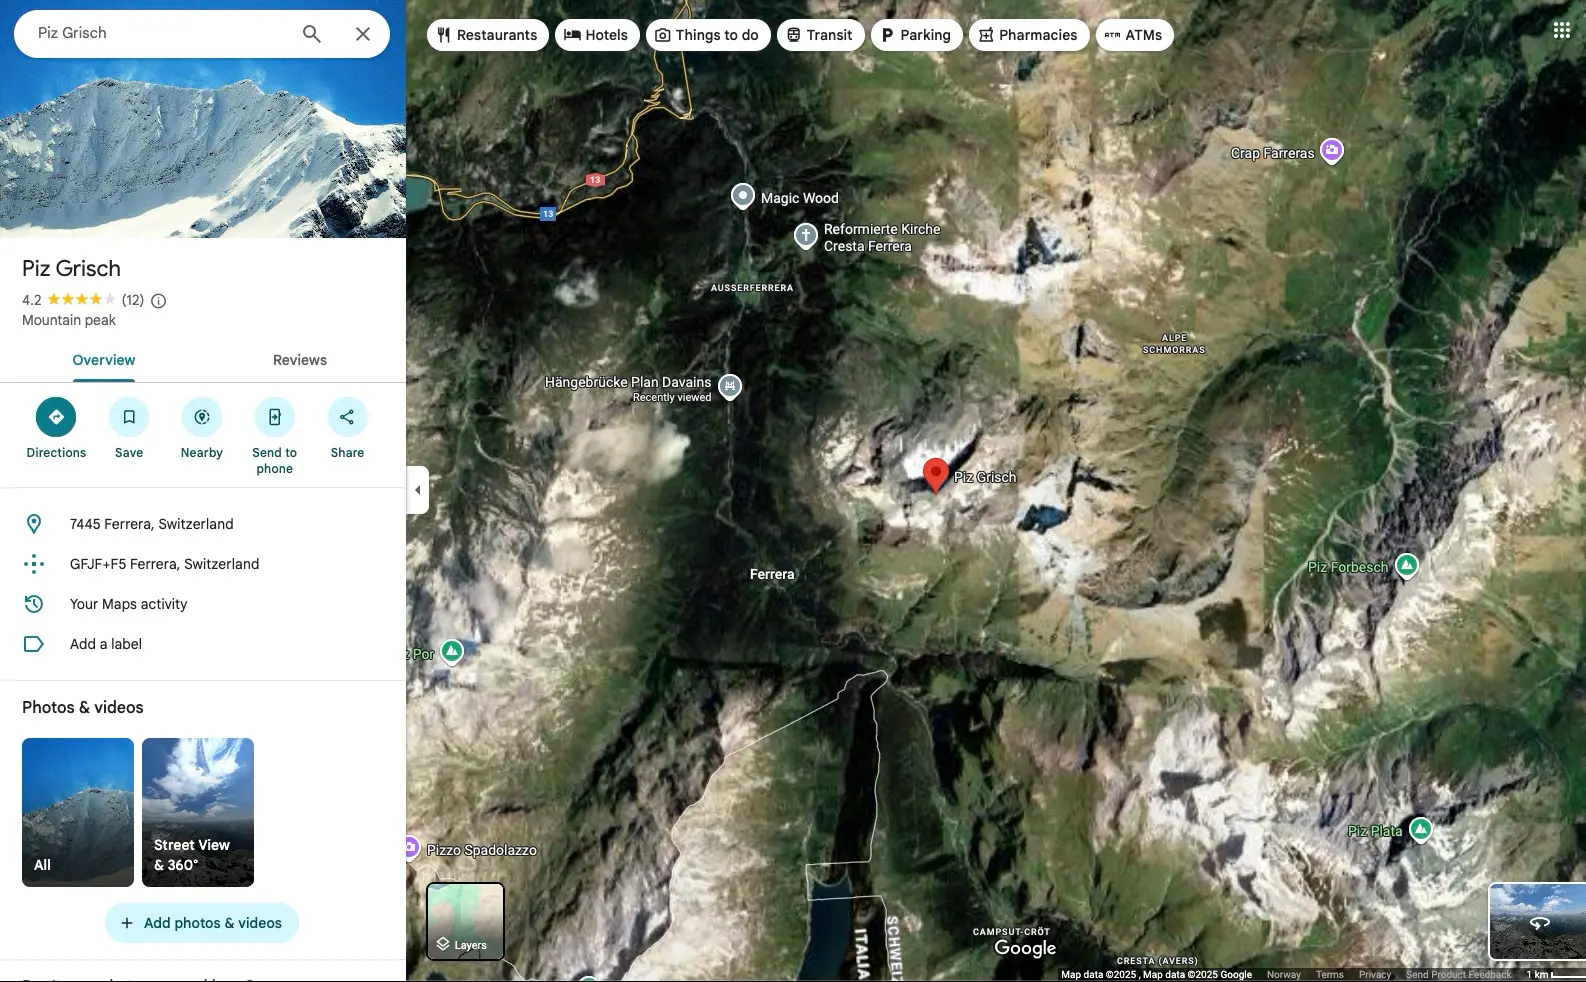 Piz Grisch
Restaurants
Hotels
Things to do
Transit
Parking
Pharmacies
ATMs
Piz Grisch
4.2 (12)
Mountain peak
Overview
Reviews
Directions
Save
Nearby
Send to
phone
Share
7445 Ferrera, Switzerland
GFJF+F5 Ferrera, Switzerland
Your Maps activity
Add a label
Photos & videos
All
Street View
& 360°
Add photos & videos
13
13
Magic Wood
Reformierte Kirche
Cresta Ferrera
Crap Farreras
AUSSERFERRERA
ALPE
SCHMORRAS
Hängebrücke Plan Davains
Recently viewed
Piz Grisch
Piz Forbesch
Ferrera
Por
Piz Plata
Pizzo Spadolazzo
Layers
ITALIA
SCHWEI
CAMPSUT-CRÖT
Google
CRESTA (AVERS)
Map data ©2025 , Map data ©2025 Google
Norway
Terms
Privacy
Send Product Feedback
1 km